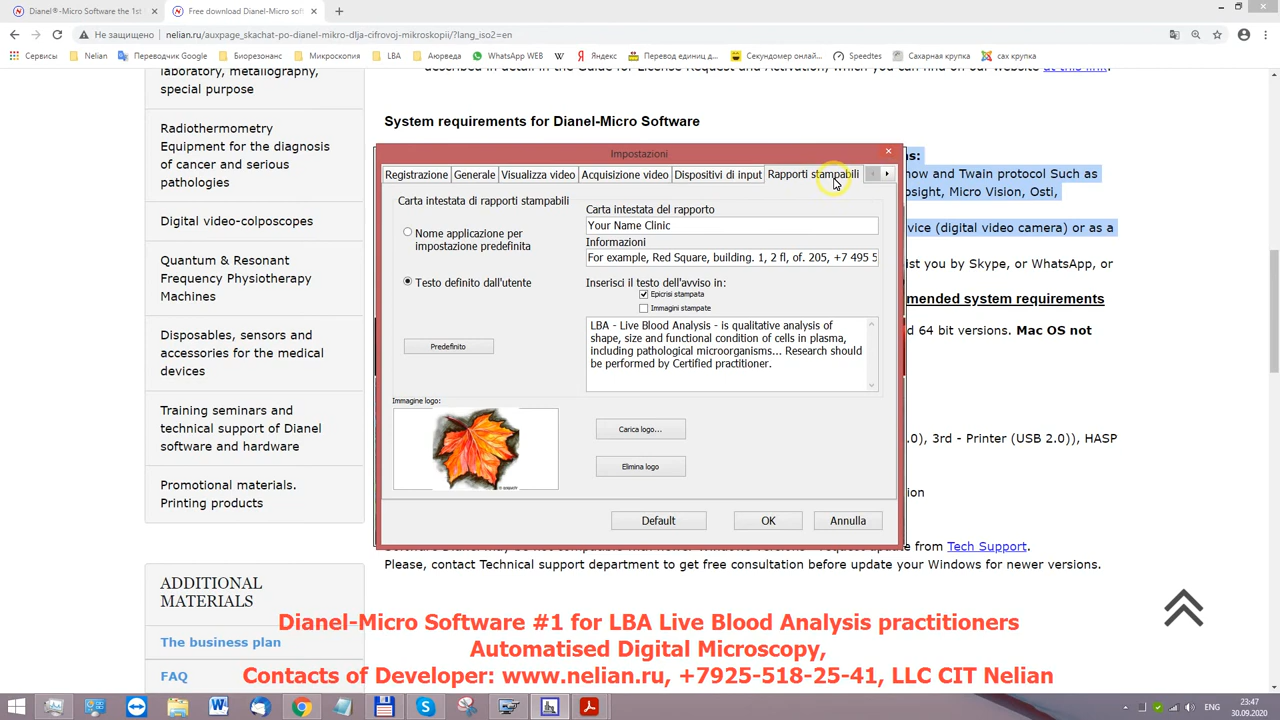 Dianel®-Micro Software the 1st
Free download Dianel-Micro sof
Не защищено
nelian.ru/auxpage_skachat-po-dianel-mikro-dlja-cifrovoj-mikroskopii/?lang_iso2=en
Сервисы
Nelian
Переводчик Google
Биорезонанс
Минздрав
LBA
Аюрведа
WhatsApp WEB
Яндекс
Перевод единиц д...
Секундомер онлай...
Speedtes
Сахарная крупка
сах крупка
laboratory, metallography,
special purpose
Radiothermometry
Equipment for the diagnosis
of cancer and serious
pathologies
Digital video-colposcopes
Quantum & Resonant
Frequency Physiotherapy
Machines
Disposables, sensors and
accessories for the medical
devices
Training seminars and
technical support of Dianel
software and hardware
Promotional materials.
Printing products
ADDITIONAL
MATERIALS
The business plan
FAQ
described in detail in the Guide for License Request and Activation, which you can find on our website at this link.
System requirements for Dianel-Micro Software
s:
now and Twain protocol Such as
osight, Micro Vision, Osti,
vice (digital video camera) or as a
ist you by Skype, or WhatsApp, or
mended system requirements
d 64 bit versions. Mac OS not
.0), 3rd - Printer (USB 2.0)), HASP
ion
from Tech Support.
Please, contact Technical support department to get free consultation before update your Windows for newer versions.
Impostazioni
Registrazione
Generale
Visualizza video
Acquisizione video
Dispositivi di input
Rapporti stampabili
Carta intestata di rapporti stampabili
Nome applicazione per
impostazione predefinita
Testo definito dall'utente
Predefinito
Carta intestata del rapporto
Your Name Clinic
Informazioni
For example, Red Square, building. 1, 2 fl, of. 205, +7 495 5
Inserisci il testo dell'avviso in:
Epicrisi stampata
Immagini stampate
LBA - Live Blood Analysis - is qualitative analysis of
shape, size and functional condition of cells in plasma,
including pathological microorganisms... Research should
be performed by Certified practitioner.
Immagine logo:
Carica logo...
Elimina logo
Default
OK
Annulla
Dianel-Micro Software #1 for LBA Live Blood Analysis practitioners
Automatised Digital Microscopy,
Contacts of Developer: www.nelian.ru, +7925-518-25-41, LLC CIT Nelian
ENG
23:47
30.09.2020